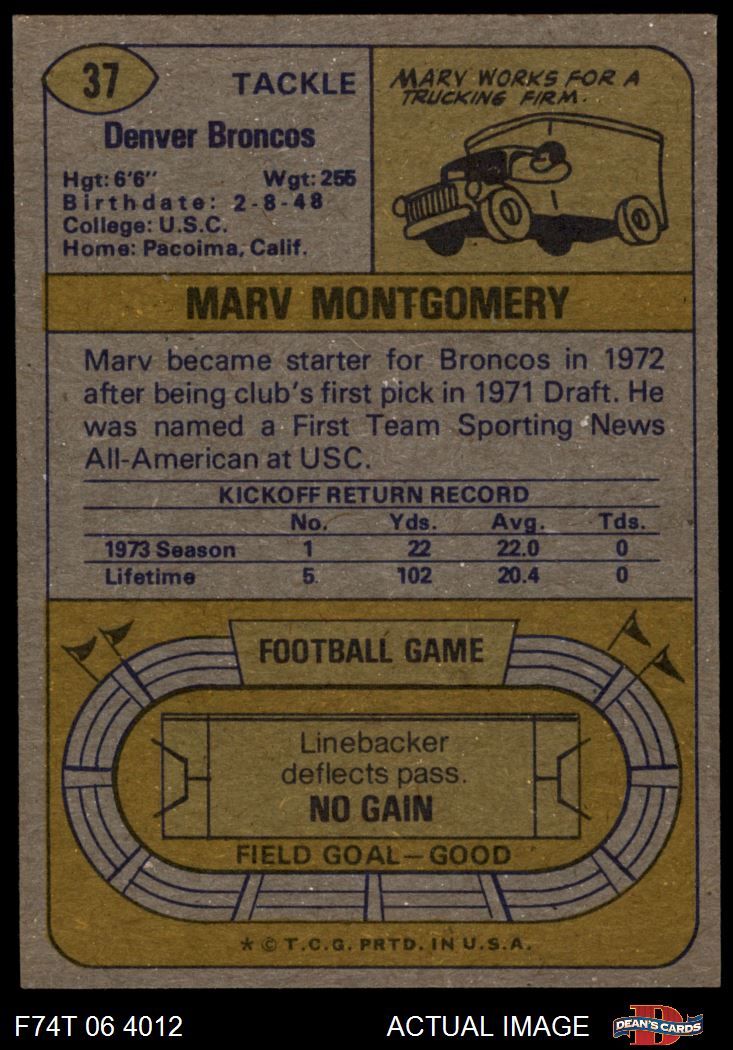 37
TACKLE
Denver Broncos
Hgt: 6'6" Wgt: 255
Birthdate: 2-8-48
College: U.S.C.
Home: Pacoima, Calif.
MARV WORKS FOR A
TRUCKING FIRM.
MARV MONTGOMERY
Marv became starter for Broncos in 1972
after being club's first pick in 1971 Draft. He
was named a First Team Sporting News
All-American at USC.
KICKOFF RETURN RECORD
No. Yds. Avg. Tds.
1973 Season 1 22 22.0 0
Lifetime 5 102 20.4 0
FOOTBALL GAME
Linebacker
deflects pass.
NO GAIN
FIELD GOAL—GOOD
* © T.C.G. PRTD. IN U.S.A.
F74T 06 4012 ACTUAL IMAGE D DEAN'S CARDS